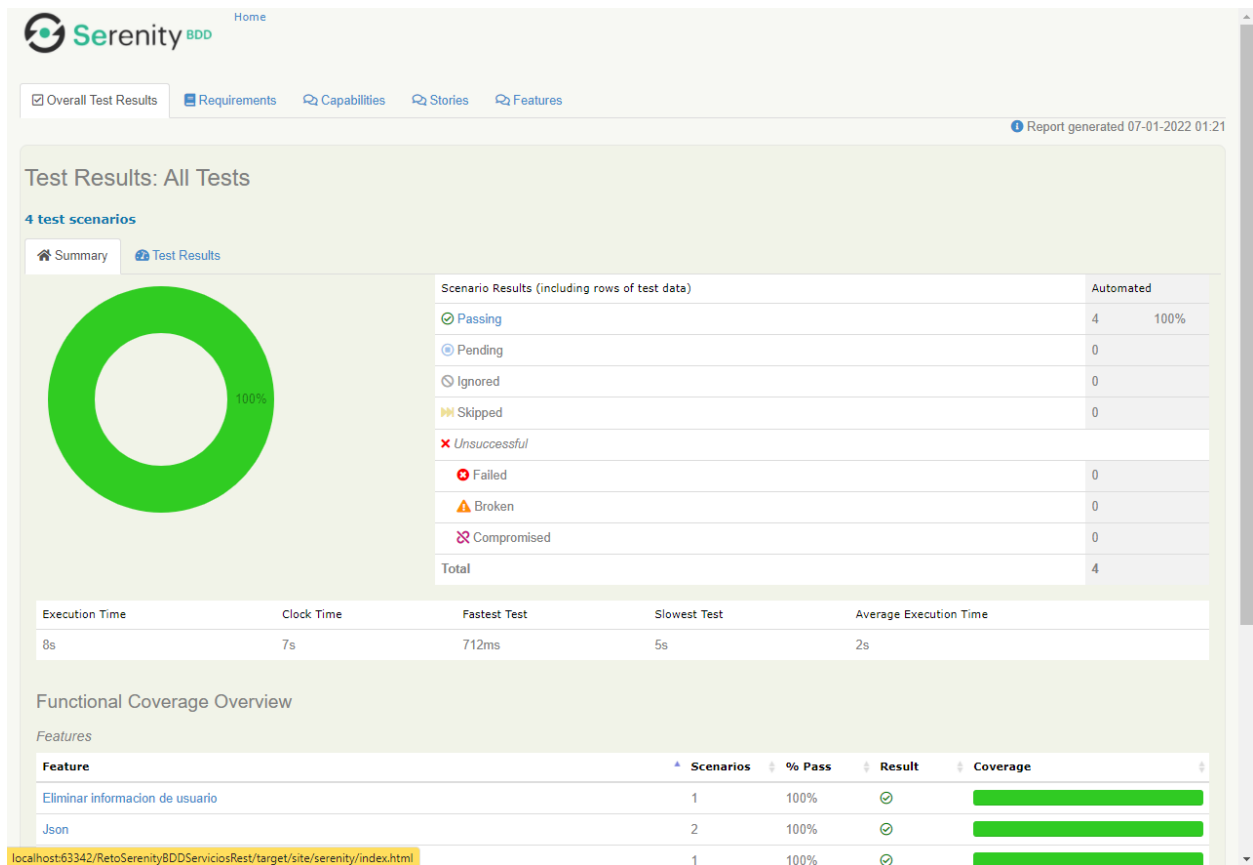 Serenity BDD
Home
Overall Test Results Requirements Capabilities Stories Features
Report generated 07-01-2022 01:21
Test Results: All Tests
4 test scenarios
Summary Test Results
Scenario Results (including rows of test data) Automated
Passing 4 100%
100%
Pending 0
Ignored 0
Skipped 0
Unsuccessful
Failed 0
Broken 0
Compromised 0
Total 4
Execution Time Clock Time Fastest Test Slowest Test Average Execution Time
8s 7s 712ms 5s 2s
Functional Coverage Overview
Features
Feature Scenarios % Pass Result Coverage
Eliminar informacion de usuario 1 100%
Json 2 100%
1 100%
localhost:63342/RetoSerenityBDDServiciosRest/target/site/serenity/index.html